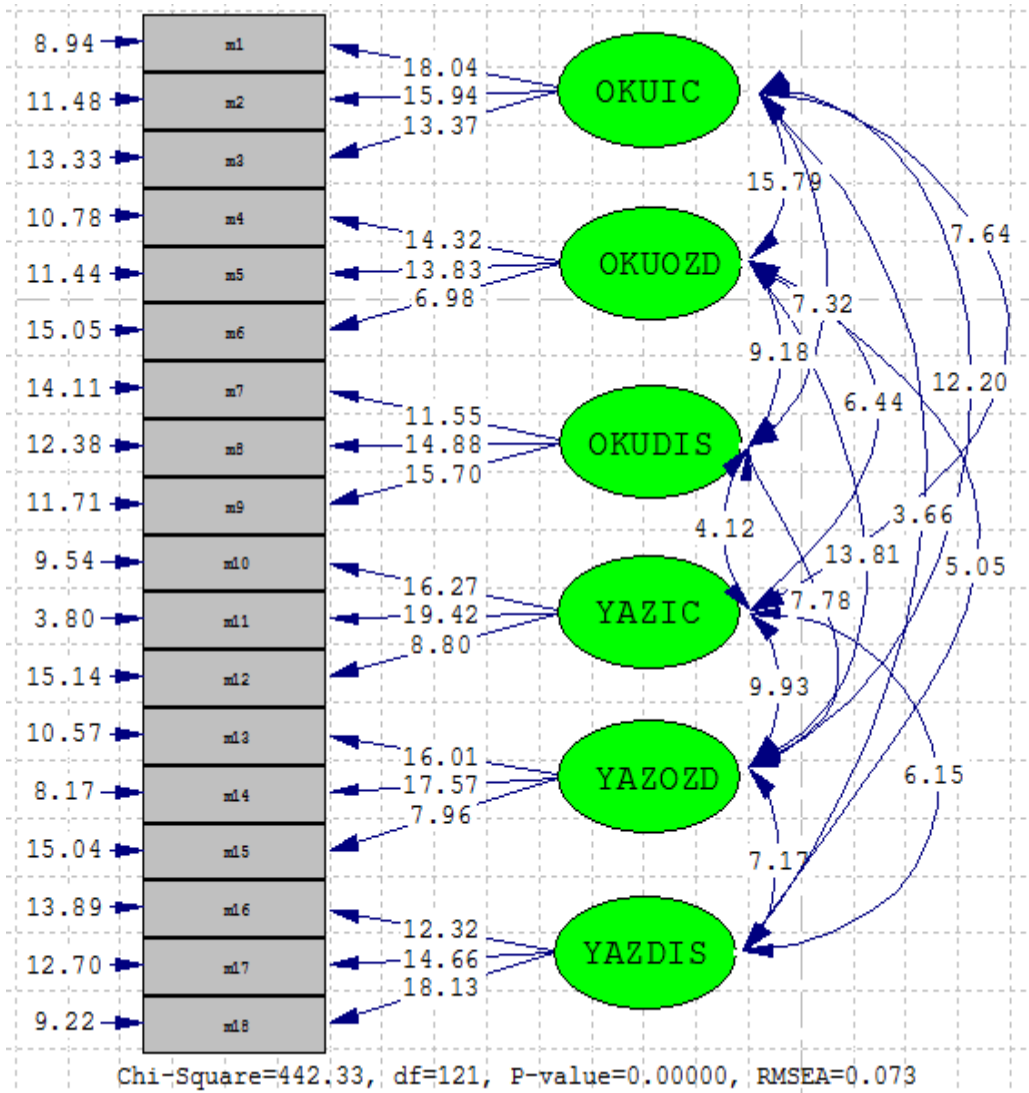 8.94 m1 18.04 OKUIC
11.48 m2 15.94
13.33 m3 13.37
15.79
10.78 m4 14.32 7.64
11.44 m5 13.83 OKUOZD
15.05 m6 6.98 7.32
9.18
14.11 m7 11.55 12.20
6.44
12.38 m8 14.88 OKUDIS
11.71 m9 15.70
3.66
4.12
9.54 m10 16.27 13.81 5.05
3.80 m11 19.42 YAZIC 7.78
15.14 m12 8.80
9.93
10.57 m13 16.01
8.17 m14 17.57 YAZOZD 6.15
15.04 m15 7.96
7.17
13.89 m16 12.32
12.70 m17 14.66 YAZDIS
9.22 m18 18.13
Chi-Square=442.33, df=121, P-value=0.00000, RMSEA=0.073